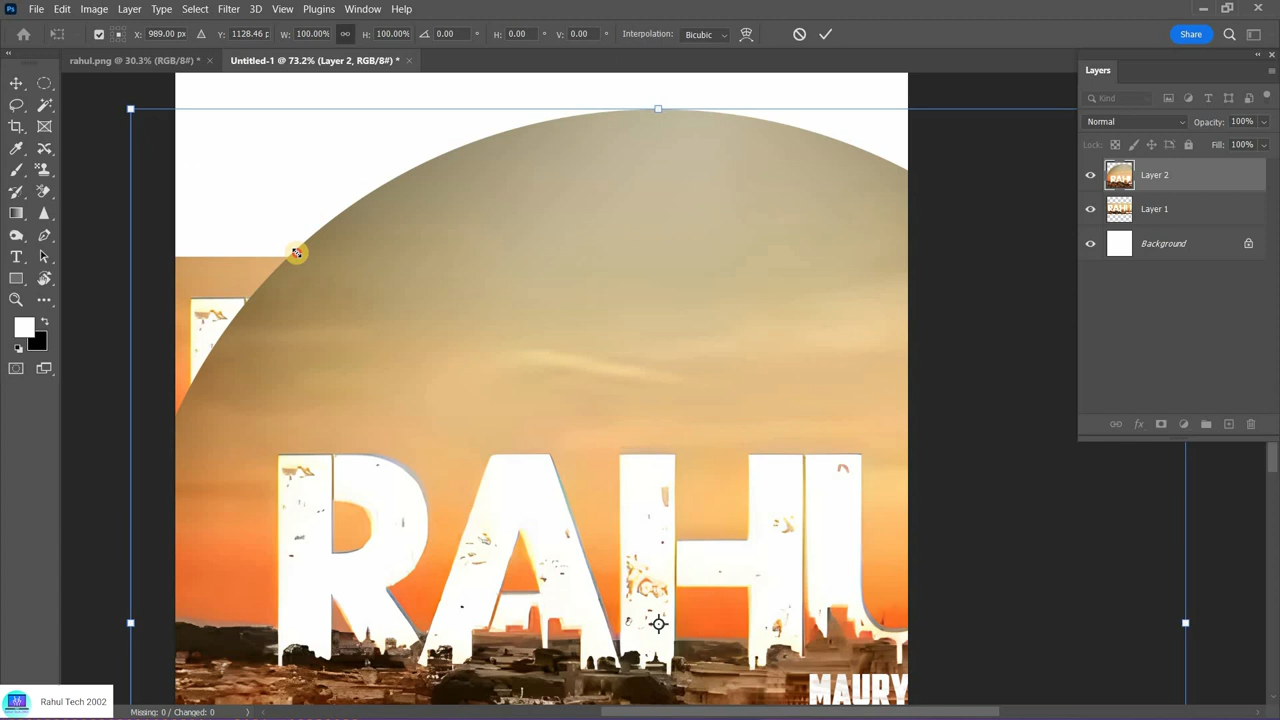 Ps File Edit Image Layer Type Select Filter 3D View Plugins Window Help
X: 989.00 px Y: 1128.46 p W: 100.00% H: 100.00% 0.00 ° H: 0.00 ° V: 0.00 ° Interpolation: Bicubic Share
rahul.png @ 30.3% (RGB/8#) * × Untitled-1 @ 73.2% (Layer 2, RGB/8#) * ×
Layers
Kind
Normal Opacity: 100%
Lock: Fill: 100%
Layer 2
RAHU
Layer 1
Background
RAHU
MAURY
Rahul Tech 2002
Missing: 0 / Changed: 0